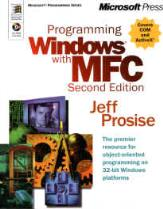 Microsoft Programming Series
Microsoft Press
Programming
Windows
with
MFC
Second Edition
Covers
COM
and
ActiveX
Jeff
Prosise
The premier
resource for
object-oriented
programming on
32-bit Windows
platforms